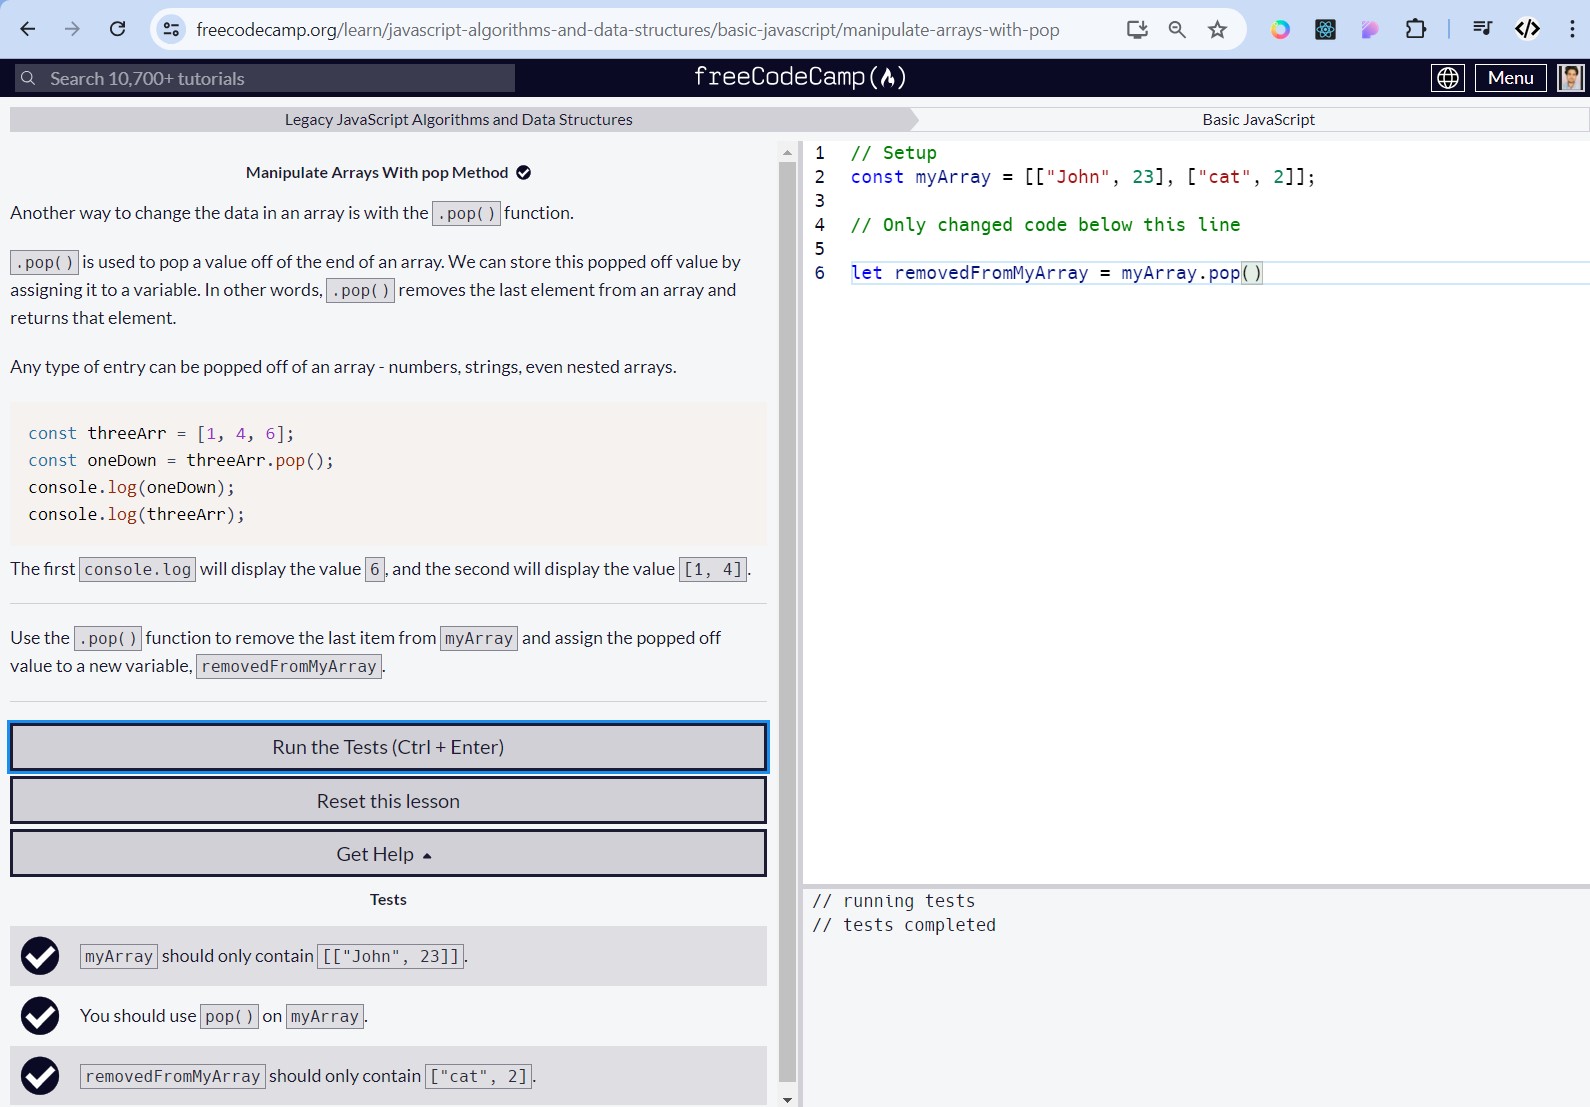 freecodecamp.org/learn/javascript-algorithms-and-data-structures/basic-javascript/manipulate-arrays-with-pop
Search 10,700+ tutorials
freeCodeCamp(🔥)
Menu
Legacy JavaScript Algorithms and Data Structures
Basic JavaScript
Manipulate Arrays With pop Method
Another way to change the data in an array is with the .pop() function.
.pop() is used to pop a value off of the end of an array. We can store this popped off value by
assigning it to a variable. In other words, .pop() removes the last element from an array and
returns that element.
Any type of entry can be popped off of an array - numbers, strings, even nested arrays.
const threeArr = [1, 4, 6];
const oneDown = threeArr.pop();
console.log(oneDown);
console.log(threeArr);
The first console.log will display the value 6, and the second will display the value [1, 4].
Use the .pop() function to remove the last item from myArray and assign the popped off
value to a new variable, removedFromMyArray.
Run the Tests (Ctrl + Enter)
Reset this lesson
Get Help
Tests
myArray should only contain [["John", 23]].
You should use pop() on myArray.
removedFromMyArray should only contain ["cat", 2].
1 // Setup
2 const myArray = [["John", 23], ["cat", 2]];
3
4 // Only changed code below this line
5
6 let removedFromMyArray = myArray.pop()
// running tests
// tests completed